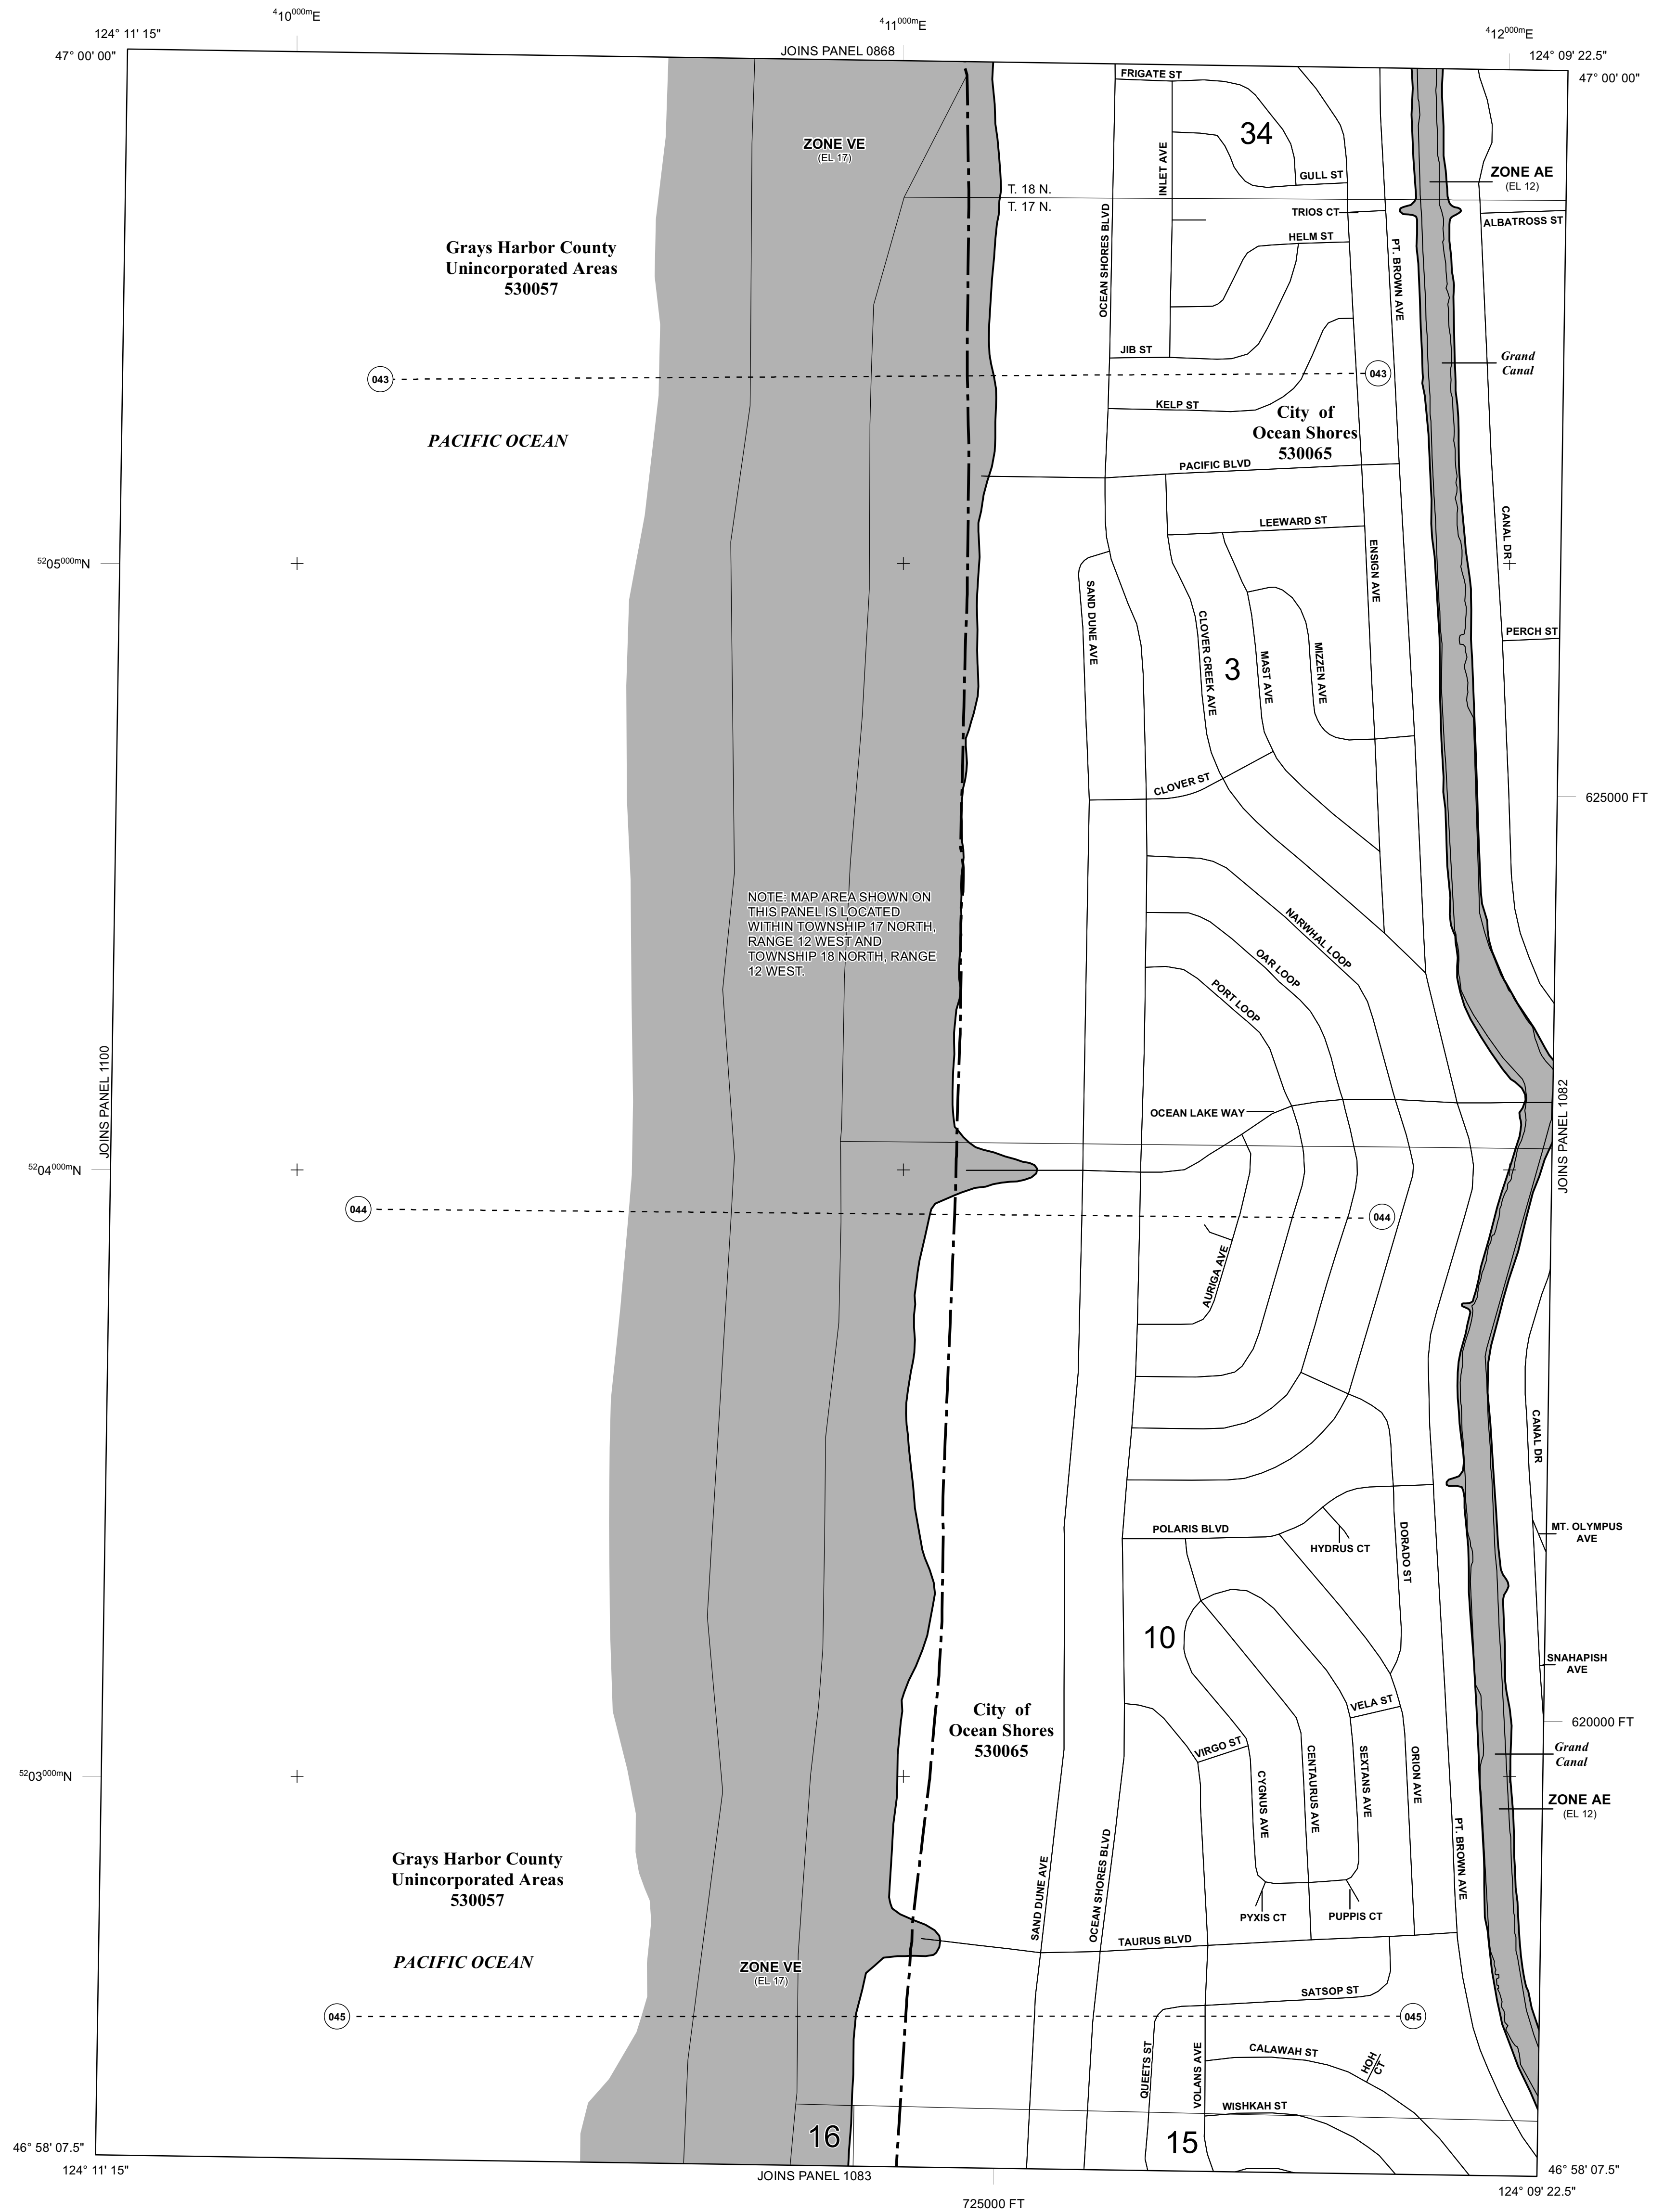 410000mE
411000mE
412000mE
124° 11' 15"
124° 09' 22.5"
47° 00' 00"
JOINS PANEL 0868
47° 00' 00"
FRIGATE ST
34
ZONE VE
(EL 17)
INLET AVE
GULL ST
ZONE AE
(EL 12)
T. 18 N.
T. 17 N.
TRIOS CT
ALBATROSS ST
OCEAN SHORES BLVD
HELM ST
PT. BROWN AVE
Grays Harbor County
Unincorporated Areas
530057
JIB ST
Grand
Canal
043
043
KELP ST
City of
Ocean Shores
530065
PACIFIC OCEAN
PACIFIC BLVD
LEEWARD ST
CANAL DR
5205000mN
ENSIGN AVE
SAND DUNE AVE
CLOVER CREEK AVE
3
MAST AVE
MIZZEN AVE
PERCH ST
CLOVER ST
625000 FT
NOTE: MAP AREA SHOWN ON
THIS PANEL IS LOCATED
WITHIN TOWNSHIP 17 NORTH,
RANGE 12 WEST AND
TOWNSHIP 18 NORTH, RANGE
12 WEST.
NARWHAL LOOP
OAR LOOP
PORT LOOP
JOINS PANEL 1100
OCEAN LAKE WAY
JOINS PANEL 1082
5204000mN
044
044
AURIGA AVE
CANAL DR
POLARIS BLVD
HYDRUS CT
DORADO ST
MT. OLYMPUS
AVE
10
SNAHAPISH
AVE
VELA ST
City of
Ocean Shores
530065
620000 FT
VIRGO ST
Grand
Canal
5203000mN
CYGNUS AVE
CENTAURUS AVE
SEXTANS AVE
ORION AVE
ZONE AE
(EL 12)
PT. BROWN AVE
Grays Harbor County
Unincorporated Areas
530057
SAND DUNE AVE
OCEAN SHORES BLVD
PYXIS CT
PUPPIS CT
TAURUS BLVD
PACIFIC OCEAN
ZONE VE
(EL 17)
SATSOP ST
045
045
QUEETS ST
VOLANS AVE
CALAWAH ST
HOH
CT
WISHKAH ST
16
15
46° 58' 07.5"
124° 11' 15"
JOINS PANEL 1083
46° 58' 07.5"
124° 09' 22.5"
725000 FT